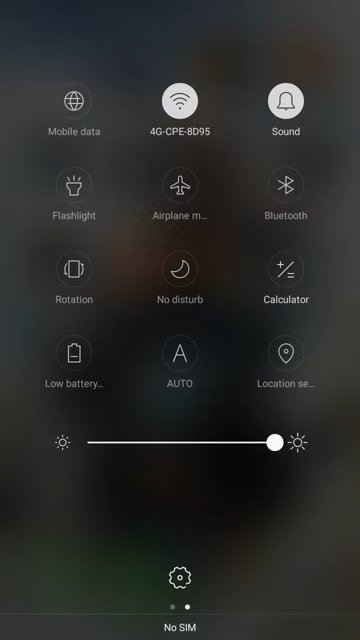 Mobile data
4G-CPE-8D95
Sound
Flashlight
Airplane m...
Bluetooth
Rotation
No disturb
Calculator
Low battery...
A
AUTO
Location se...
No SIM